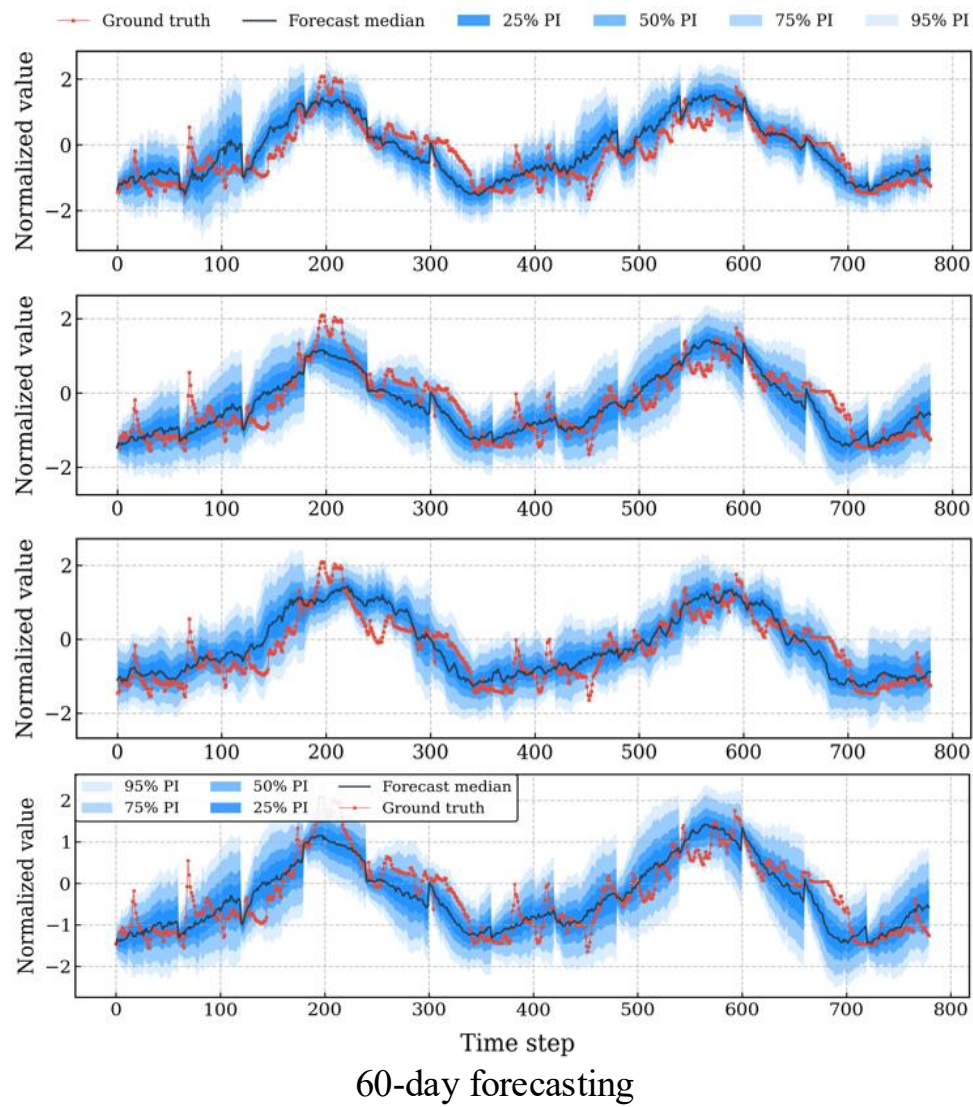 Ground truth Forecast median 25% PI 50% PI 75% PI 95% PI
Normalized value
2
0
−2
0 100 200 300 400 500 600 700 800
Normalized value
2
0
−2
0 100 200 300 400 500 600 700 800
Normalized value
2
0
−2
0 100 200 300 400 500 600 700 800
95% PI 50% PI Forecast median
75% PI 25% PI Ground truth
Normalized value
2
1
0
−1
−2
0 100 200 300 400 500 600 700 800
Time step
60-day forecasting